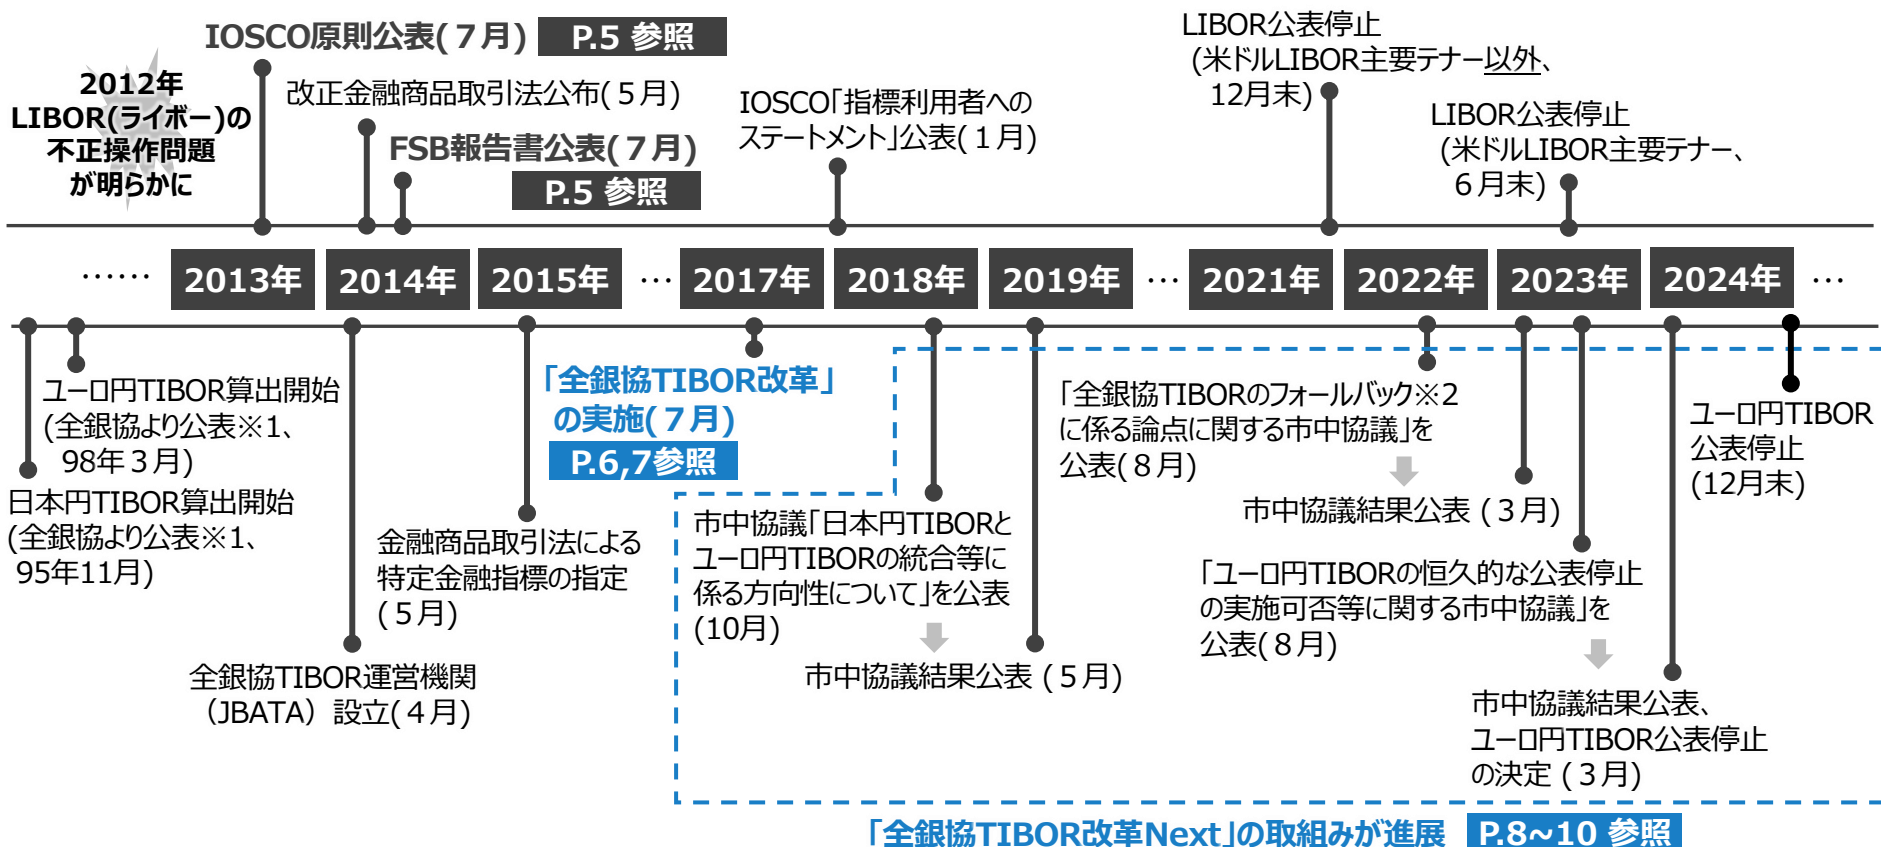 IOSCO原則公表(７月) P.5 参照
2012年
LIBOR(ライボー)の
不正操作問題
が明らかに
改正金融商品取引法公布(５月)
FSB報告書公表(７月)
P.5 参照
IOSCO「指標利用者への
ステートメント」公表(１月)
LIBOR公表停止
(米ドルLIBOR主要テナー以外、
12月末)
LIBOR公表停止
(米ドルLIBOR主要テナー、
６月末)
…… 2013年 2014年 2015年 … 2017年 2018年 2019年 … 2021年 2022年 2023年 2024年 …
ユーロ円TIBOR算出開始
(全銀協より公表※1、
98年３月)
日本円TIBOR算出開始
(全銀協より公表※1、
95年11月)
全銀協TIBOR運営機関
（JBATA）設立(４月)
金融商品取引法による
特定金融指標の指定
(５月)
「全銀協TIBOR改革」
の実施(７月)
P.6,7参照
市中協議「日本円TIBORと
ユーロ円TIBORの統合等に
係る方向性について」を公表
(10月)
市中協議結果公表 (５月)
「全銀協TIBORのフォールバック※2
に係る論点に関する市中協議」を
公表(８月)
市中協議結果公表 (３月)
「ユーロ円TIBORの恒久的な公表停止
の実施可否等に関する市中協議」を
公表(８月)
市中協議結果公表、
ユーロ円TIBOR公表停止
の決定 (３月)
ユーロ円TIBOR
公表停止
(12月末)
「全銀協TIBOR改革Next」の取組みが進展 P.8~10 参照